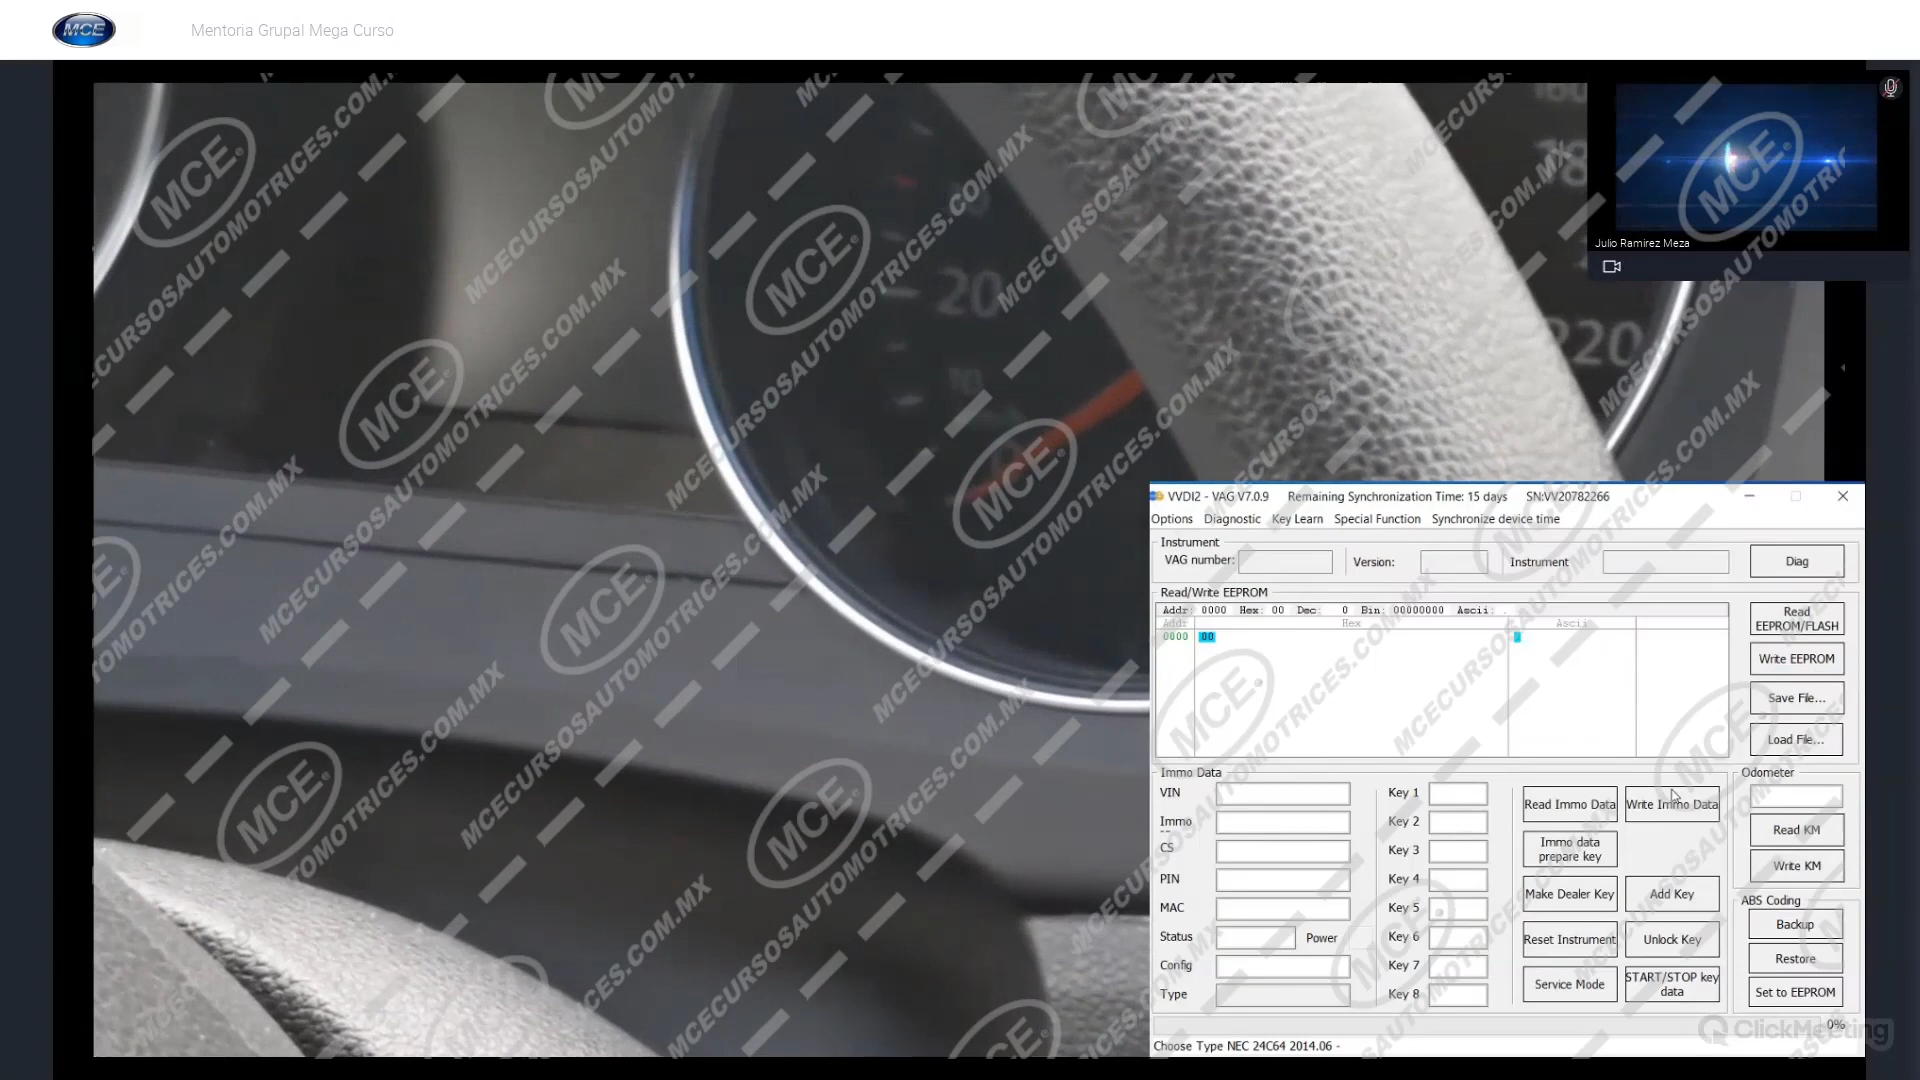 MCE
Mentoria Grupal Mega Curso
Julio Ramirez Meza
20
10
0
180
220
MCE
MCECURSOSAUTOMOTRICES.COM.MX
VVDI2 - VAG V7.0.9 Remaining Synchronization Time: 15 days SN:VV20782266
Options Diagnostic Key Learn Special Function Synchronize device time
Instrument
VAG number: Version: Instrument Diag
Read/Write EEPROM
Addr: 0000 Hex: 00 Dec: 0 Bin: 00000000 Ascii: .
Addr Hex Ascii
0000 00
Read EEPROM/FLASH
Write EEPROM
Save File...
Load File...
Immo Data
VIN
Immo
CS
PIN
MAC
Status Power
Config
Type
Key 1
Key 2
Key 3
Key 4
Key 5
Key 6
Key 7
Key 8
Read Immo Data Write Immo Data
Immo data prepare key
Make Dealer Key Add Key
Reset Instrument Unlock Key
Service Mode START/STOP key data
Odometer
Read KM
Write KM
ABS Coding
Backup
Restore
Set to EEPROM
0%
ClickMeeting
Choose Type NEC 24C64 2014.06 -